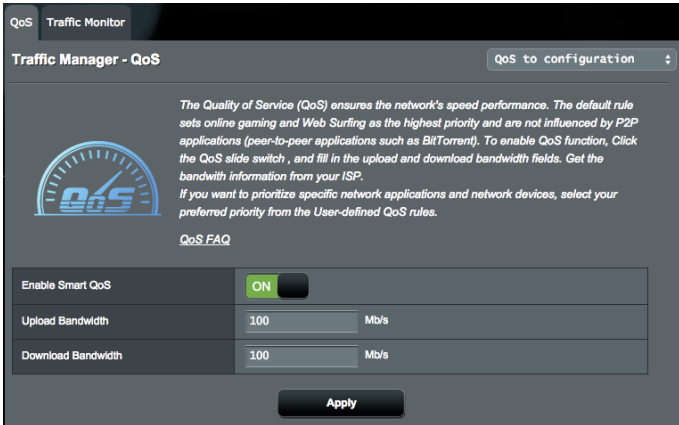 QoS Traffic Monitor
Traffic Manager - QoS QoS to configuration
The Quality of Service (QoS) ensures the network's speed performance. The default rule
sets online gaming and Web Surfing as the highest priority and are not influenced by P2P
applications (peer-to-peer applications such as BitTorrent). To enable QoS function, Click
the QoS slide switch , and fill in the upload and download bandwidth fields. Get the
bandwith information from your ISP.
If you want to prioritize specific network applications and network devices, select your
preferred priority from the User-defined QoS rules.
QoS
QoS FAQ
Enable Smart QoS ON
Upload Bandwidth 100 Mb/s
Download Bandwidth 100 Mb/s
Apply